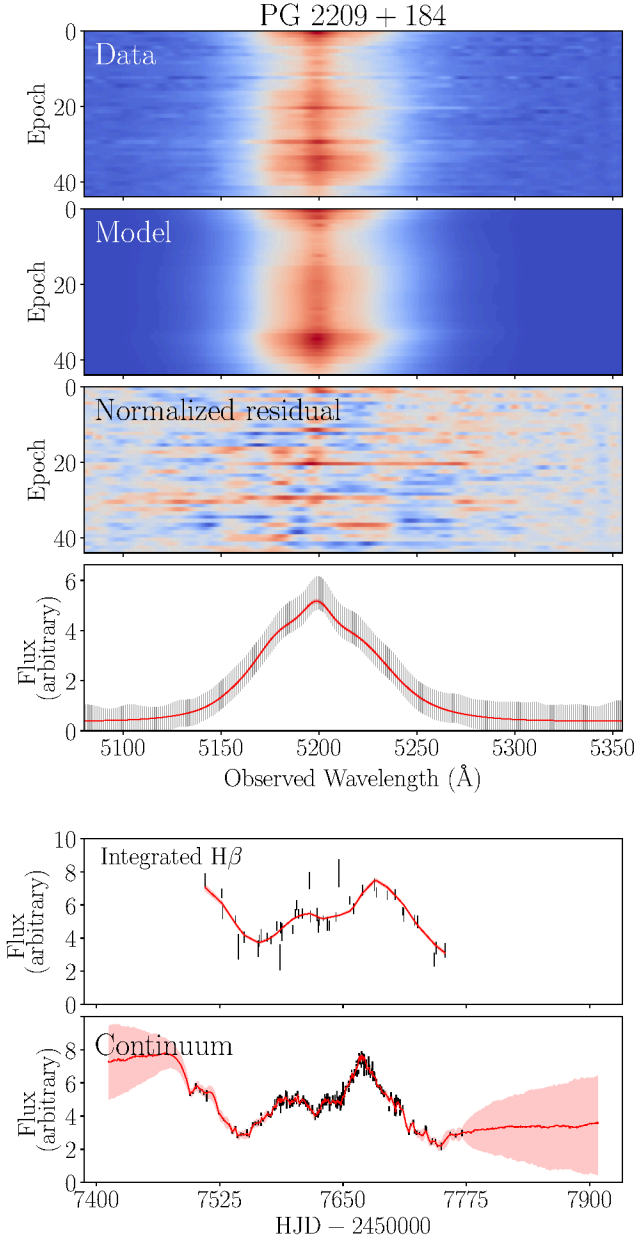 PG 2209 + 184
Data
Epoch
0
20
40
Model
Epoch
0
20
40
Normalized residual
Epoch
0
20
40
Flux
(arbitrary)
6
4
2
0
5100 5150 5200 5250 5300 5350
Observed Wavelength (Å)
Integrated Hβ
Flux
(arbitrary)
10
8
6
4
2
0
Continuum
Flux
(arbitrary)
8
6
4
2
0
7400 7525 7650 7775 7900
HJD − 2450000